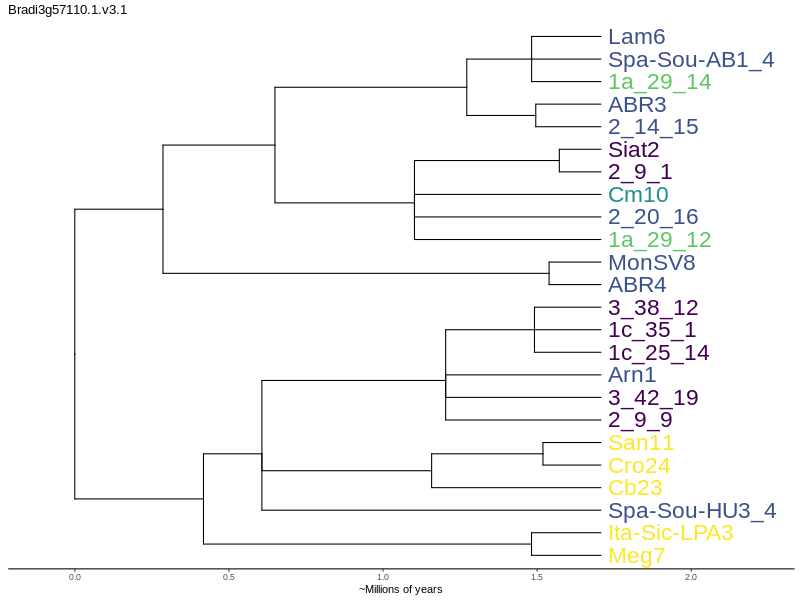 Bradi3g57110.1.v3.1
Lam6
Spa-Sou-AB1_4
1a_29_14
ABR3
2_14_15
Siat2
2_9_1
Cm10
2_20_16
1a_29_12
MonSV8
ABR4
3_38_12
1c_35_1
1c_25_14
Arn1
3_42_19
2_9_9
San11
Cro24
Cb23
Spa-Sou-HU3_4
Ita-Sic-LPA3
Meg7
0.0 0.5 1.0 1.5 2.0
~Millions of years